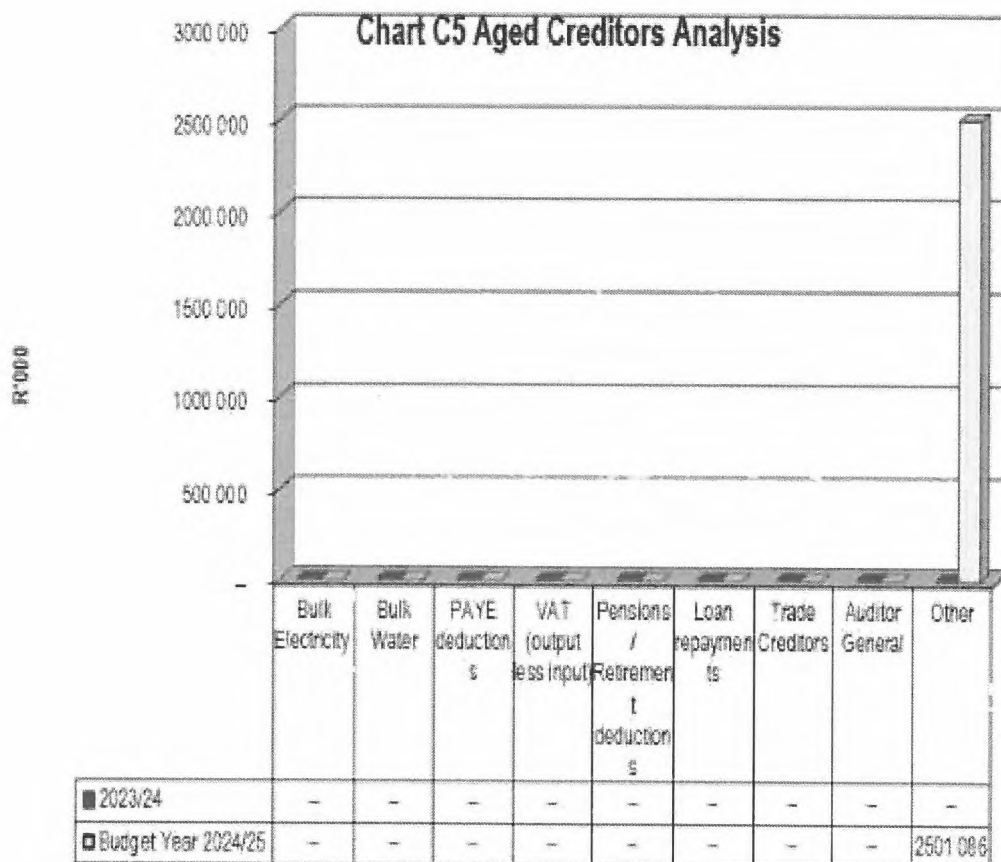 Chart C5 Aged Creditors Analysis
3000 000
2500 000
2000 000
1500 000
1000 000
500 000
–
R'000
Bulk Electricity
Bulk Water
PAYE deductions
VAT (output less input)
Pensions / Retirement deductions
Loan repayments
Trade Creditors
Auditor General
Other
2023/24 – – – – – – – – –
Budget Year 2024/25 – – – – – – – – 2501 086